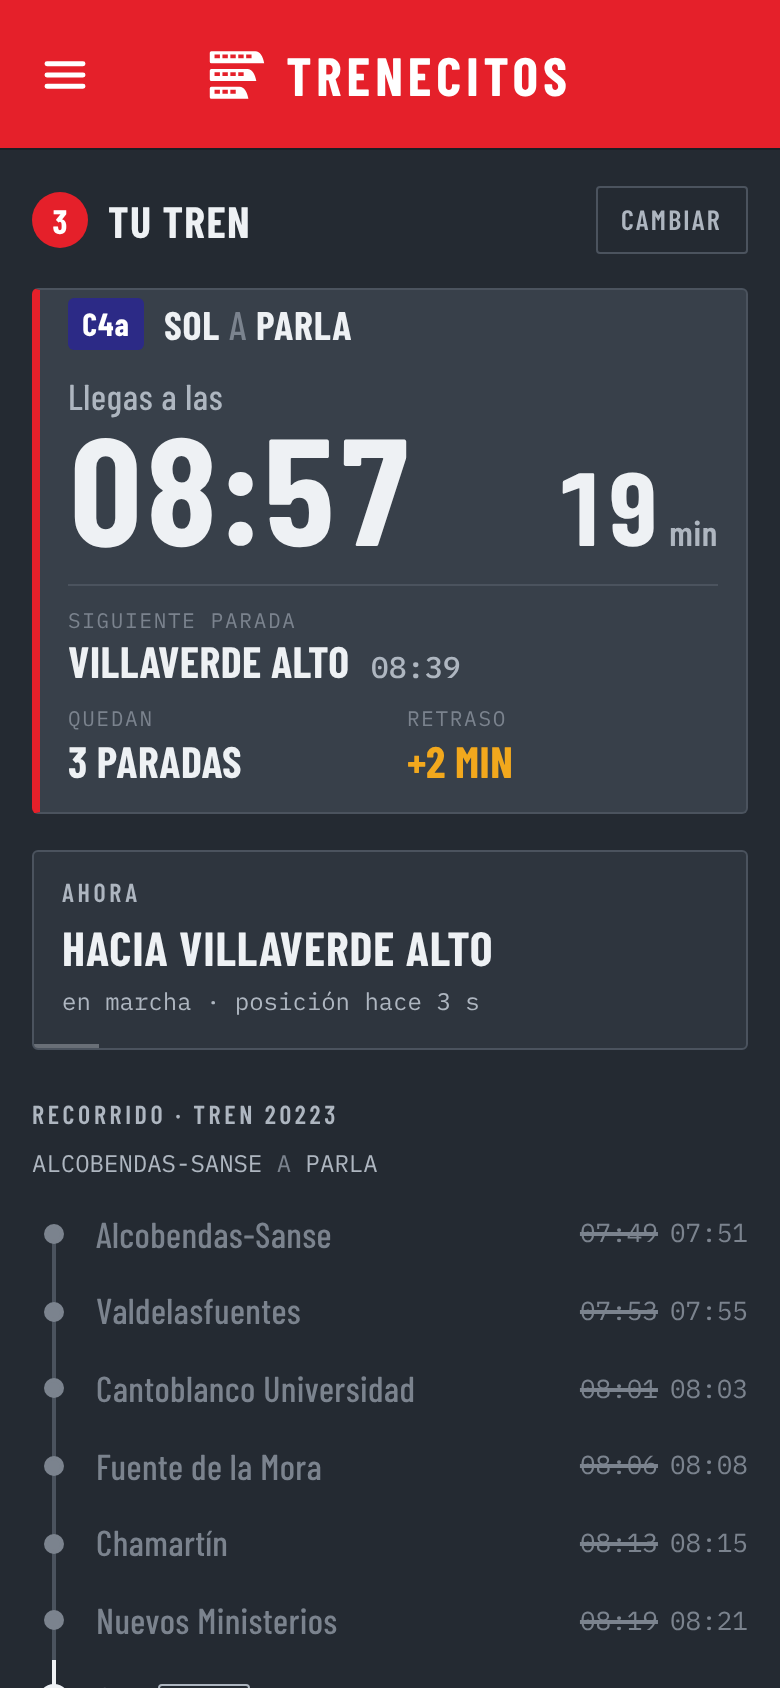 TRENECITOS
3 TU TREN CAMBIAR
C4a SOL A PARLA
Llegas a las
08:57 19 min
SIGUIENTE PARADA
VILLAVERDE ALTO 08:39
QUEDAN RETRASO
3 PARADAS +2 MIN
AHORA
HACIA VILLAVERDE ALTO
en marcha · posición hace 3 s
RECORRIDO · TREN 20223
ALCOBENDAS-SANSE A PARLA
Alcobendas-Sanse 07:49 07:51
Valdelasfuentes 07:53 07:55
Cantoblanco Universidad 08:01 08:03
Fuente de la Mora 08:06 08:08
Chamartín 08:13 08:15
Nuevos Ministerios 08:19 08:21